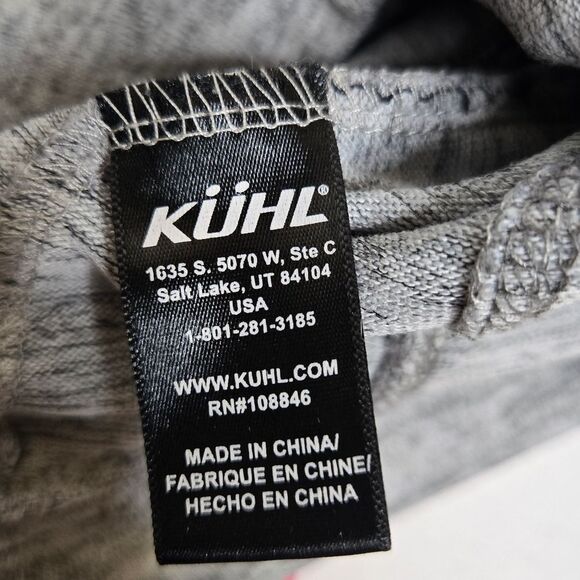 KÜHL®
1635 S. 5070 W, Ste C
Salt Lake, UT 84104
USA
1-801-281-3185
WWW.KUHL.COM
RN#108846
MADE IN CHINA/
FABRIQUE EN CHINE/
HECHO EN CHINA